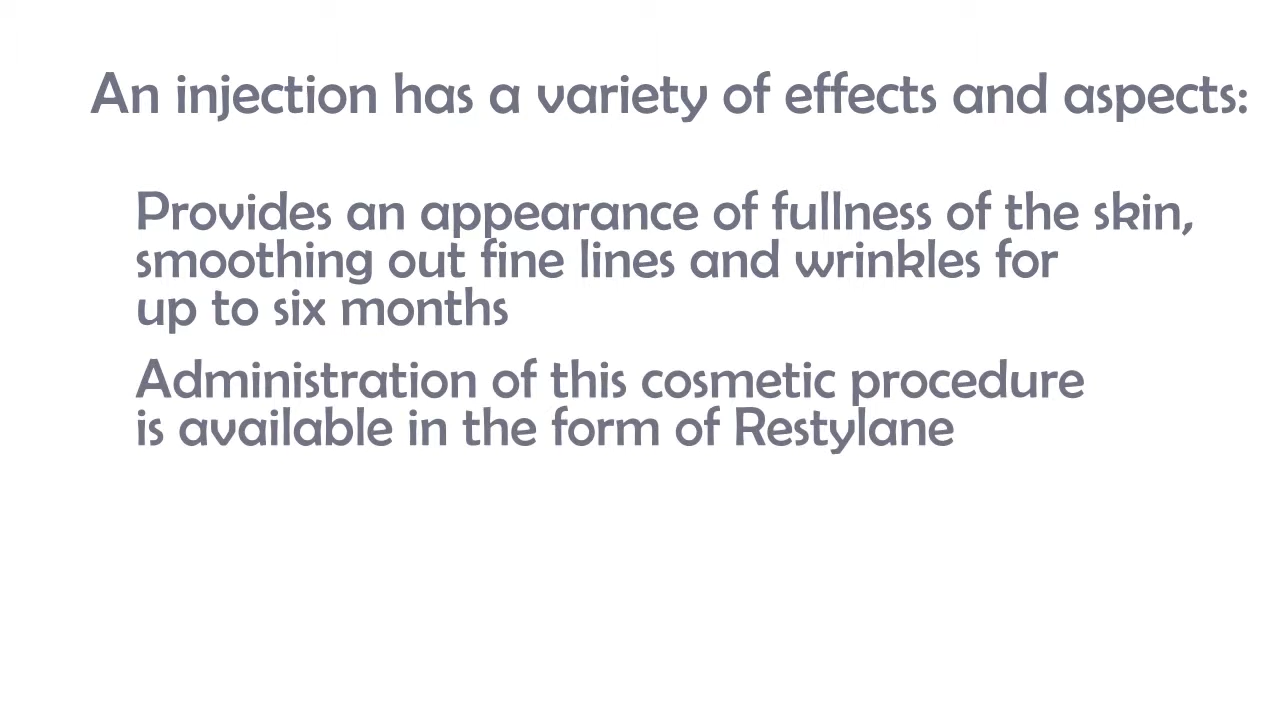 An injection has a variety of effects and aspects:
Provides an appearance of fullness of the skin,
smoothing out fine lines and wrinkles for
up to six months
Administration of this cosmetic procedure
is available in the form of Restylane